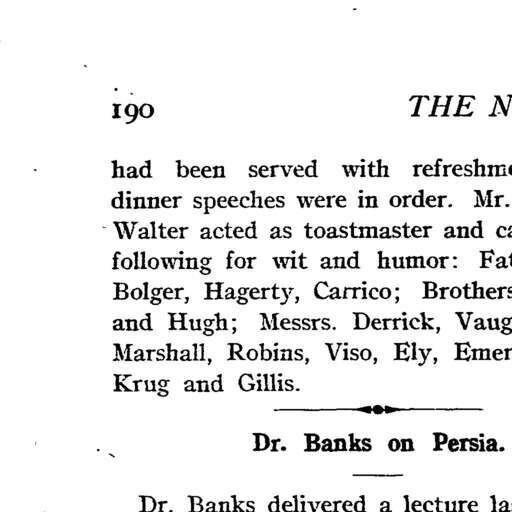 190 THE N
had been served with refreshme
dinner speeches were in order. Mr.
Walter acted as toastmaster and ca
following for wit and humor: Fat
Bolger, Hagerty, Carrico; Brothers
and Hugh; Messrs. Derrick, Vaug
Marshall, Robins, Viso, Ely, Emer
Krug and Gillis.
Dr. Banks on Persia.
Dr. Banks delivered a lecture la